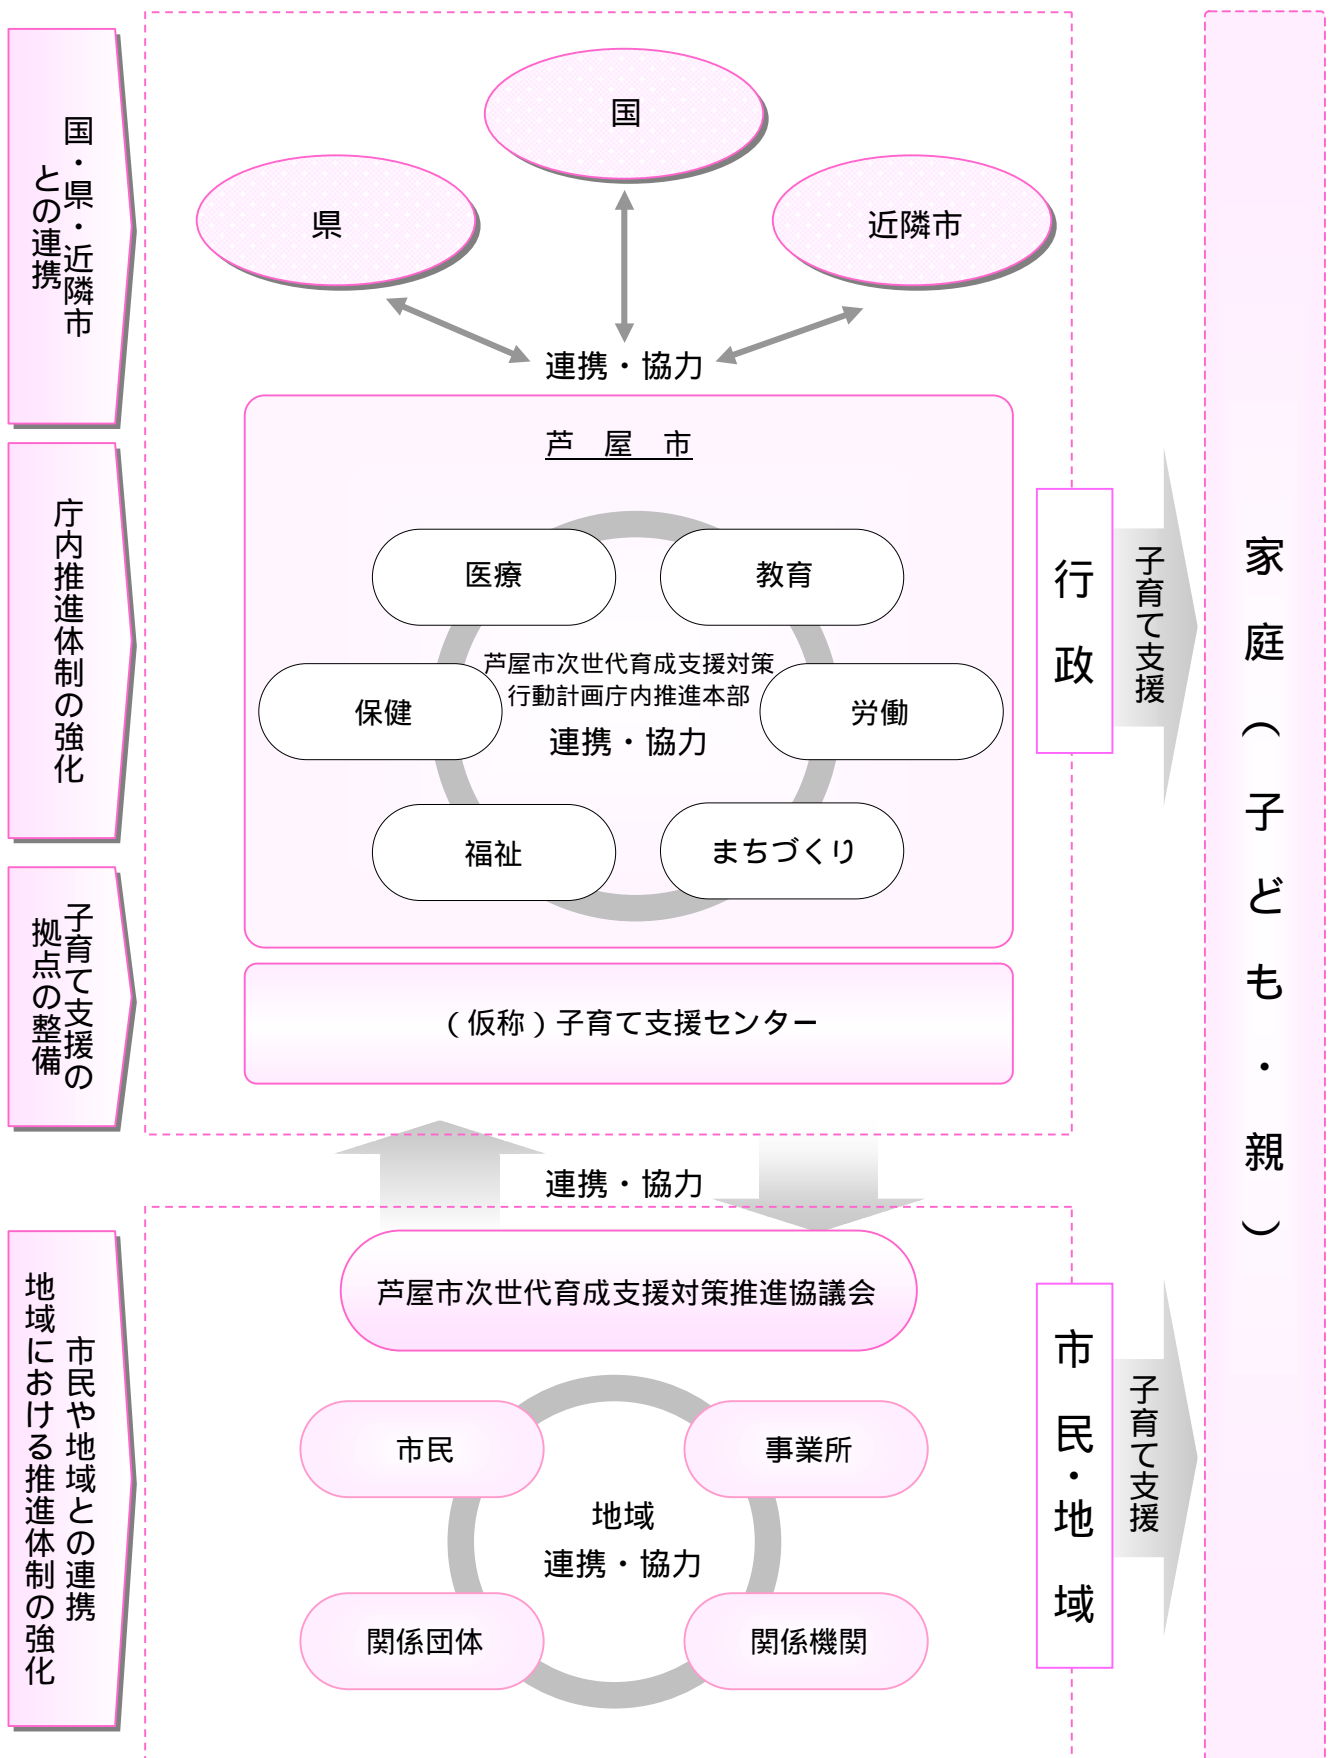 国・県・近隣市
との連携
国
県
近隣市
連携・協力
庁内推進体制の強化
芦　屋　市
医療
教育
芦屋市次世代育成支援対策
行動計画庁内推進本部
連携・協力
保健
労働
福祉
まちづくり
行政
子育て支援
家庭（子ども・親）
子育て支援の
拠点の整備
（仮称）子育て支援センター
連携・協力
市民や地域との連携
地域における推進体制の強化
芦屋市次世代育成支援対策推進協議会
市民
事業所
地域
連携・協力
関係団体
関係機関
市民・地域
子育て支援